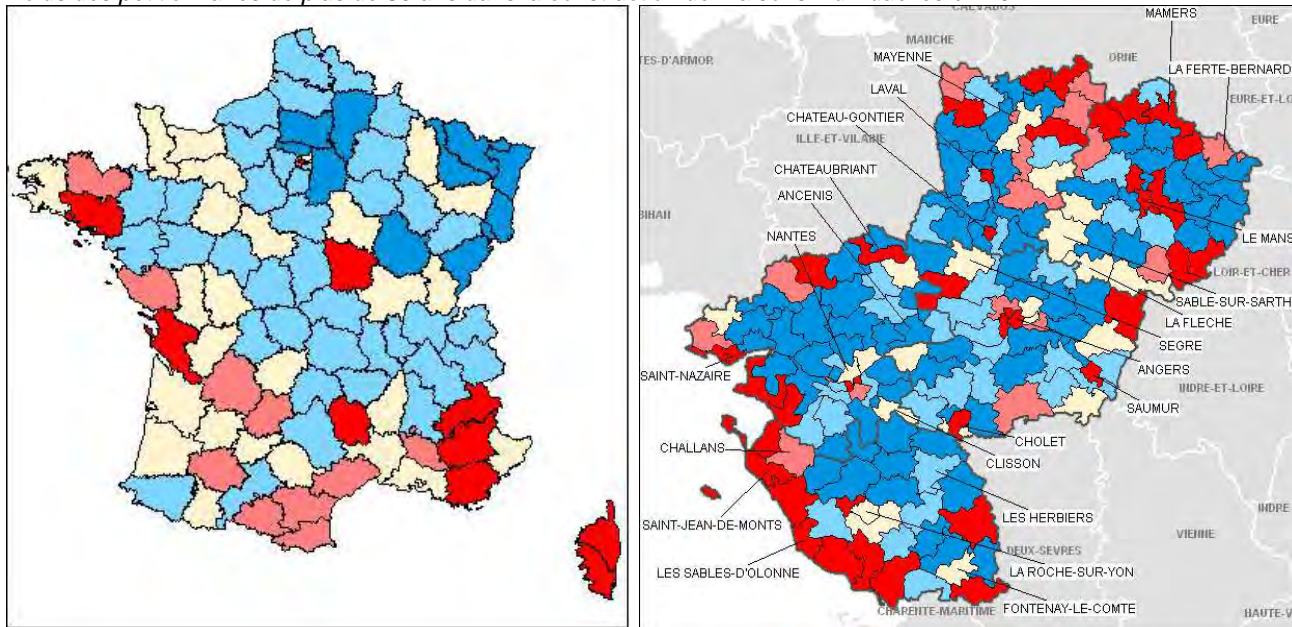 CALVADOS
MAMERS
EURE
MANCHE
MAYENNE
ORNE
LA FERTE-BERNARD
LAVAL
CHATEAU-GONTIER
ILLE-ET-VILAINE
CHATEAUBRIANT
ANCENIS
NANTES
LE MANS
LOIR-ET-CHER
SABLE-SUR-SARTH
LA FLECHE
SEGRE
ANGERS
SAINT-NAZAIRE
INDRE-ET-LOIRE
SAUMUR
CHOLET
CHALLANS
CLISSON
SAINT-JEAN-DE-MONTS
LES HERBIERS
INDRE
VIENNE
DEUX-SEVRES
LES SABLES-D'OLONNE
LA ROCHE-SUR-YON
FONTENAY-LE-COMTE
CHARENTE-MARITIME
HAUTE-V